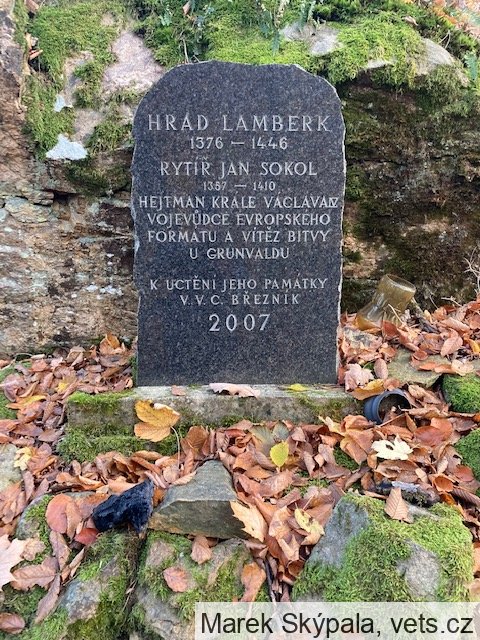 HRAD LAMBERK
1376 – 1446
RYTÍŘ JAN SOKOL
1357 – 1410
HEJTMAN KRÁLE VÁCLAVA IV
VOJEVŮDCE EVROPSKÉHO
FORMÁTU A VÍTĚZ BITVY
U GRUNVALDU
K UCTĚNÍ JEHO PAMÁTKY
V.V.C. BŘEZNÍK
2007
Marek Skýpala, vets.cz